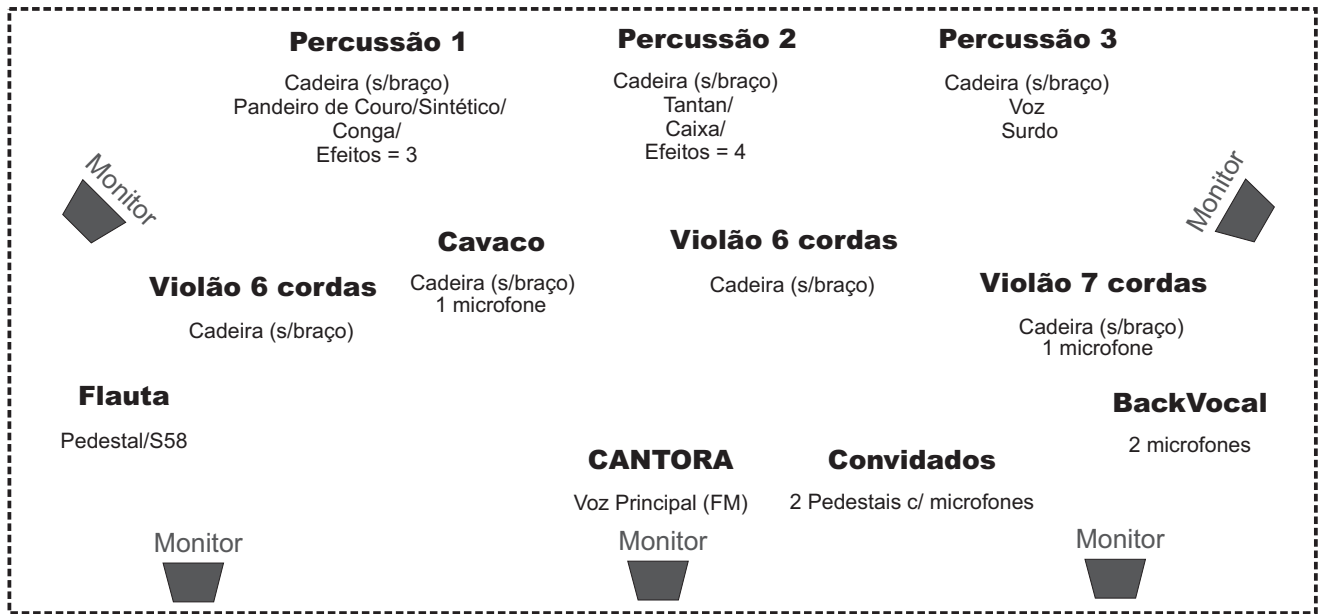 Percussão 1
Cadeira (s/braço)
Pandeiro de Couro/Sintético/
Conga/
Efeitos = 3
Percussão 2
Cadeira (s/braço)
Tantan/
Caixa/
Efeitos = 4
Percussão 3
Cadeira (s/braço)
Voz
Surdo
Monitor
Monitor
Violão 6 cordas
Cadeira (s/braço)
Cavaco
Cadeira (s/braço)
1 microfone
Violão 6 cordas
Cadeira (s/braço)
Violão 7 cordas
Cadeira (s/braço)
1 microfone
Flauta
Pedestal/S58
CANTORA
Voz Principal (FM)
Convidados
2 Pedestais c/ microfones
BackVocal
2 microfones
Monitor
Monitor
Monitor